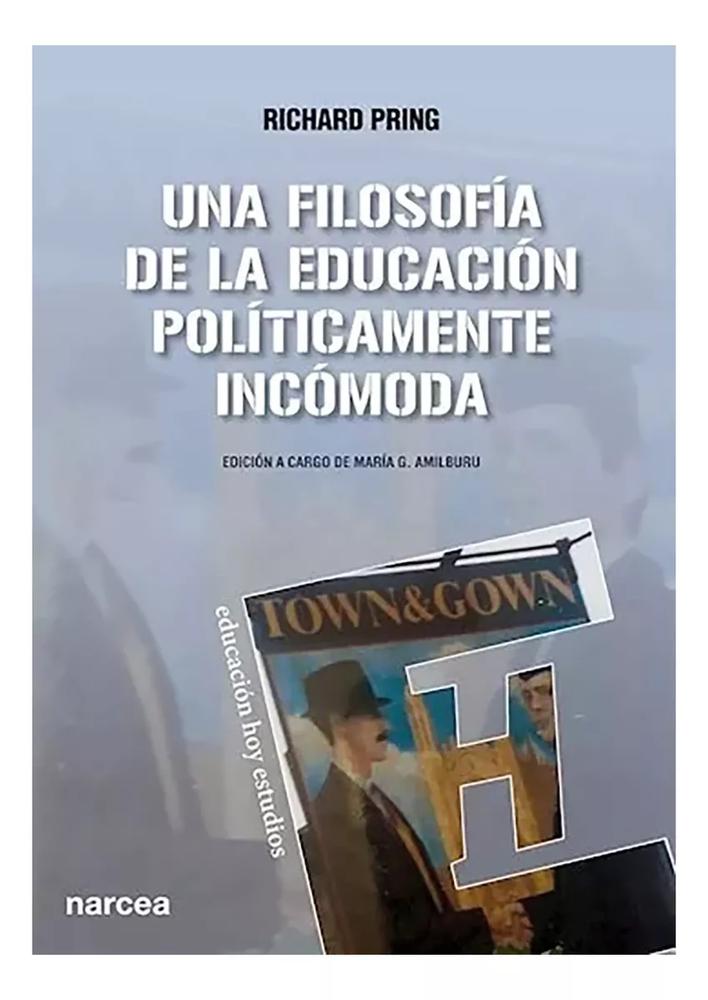 RICHARD PRING
UNA FILOSOFÍA
DE LA EDUCACIÓN
POLÍTICAMENTE
INCÓMODA
EDICIÓN A CARGO DE MARÍA G. AMILBURU
TOWN&GOWN
educación hoy estudios
H
narcea